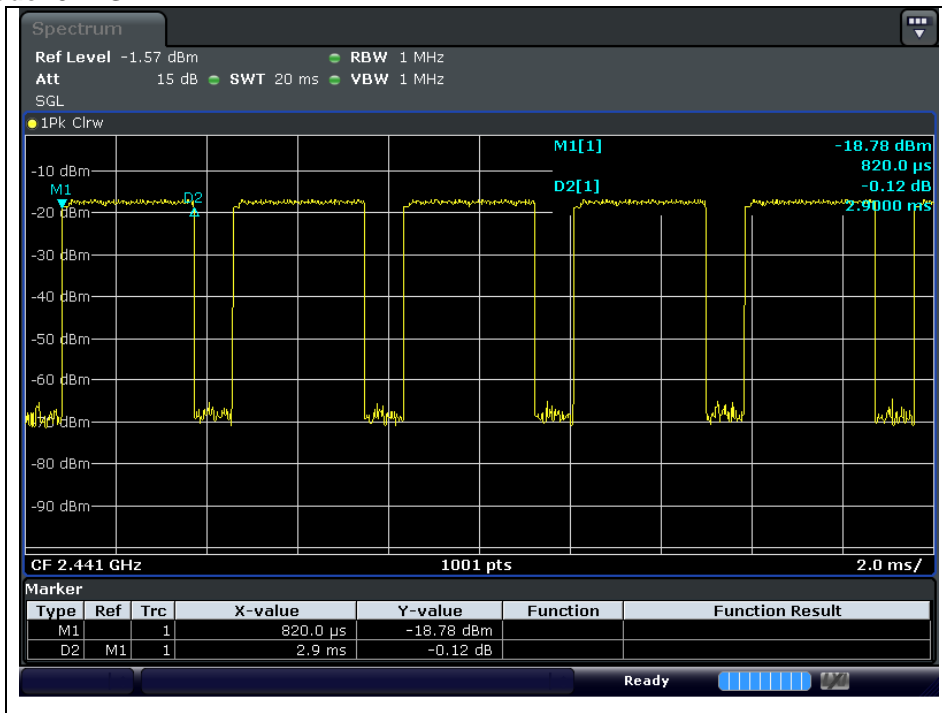 Spectrum
Ref Level -1.57 dBm RBW 1 MHz
Att 15 dB SWT 20 ms VBW 1 MHz
SGL
1Pk Clrw
M1[1] -18.78 dBm
820.0 µs
D2[1] -0.12 dB
2.9000 ms
-10 dBm
M1
D2
-20 dBm
-30 dBm
-40 dBm
-50 dBm
-60 dBm
-70 dBm
-80 dBm
-90 dBm
CF 2.441 GHz 1001 pts 2.0 ms/
Marker
Type Ref Trc X-value Y-value Function Function Result
M1 1 820.0 µs -18.78 dBm
D2 M1 1 2.9 ms -0.12 dB
Ready